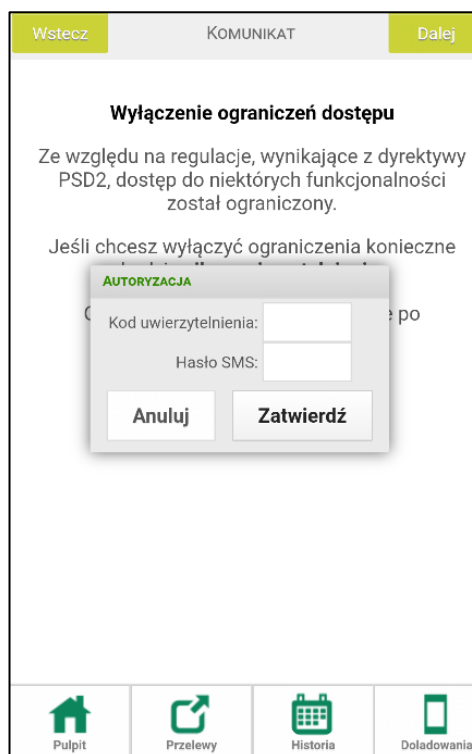 Wstecz KOMUNIKAT Dalej
Wyłączenie ograniczeń dostępu
Ze względu na regulacje, wynikające z dyrektywy
PSD2, dostęp do niektórych funkcjonalności
został ograniczony.
Jeśli chcesz wyłączyć ograniczenia konieczne
AUTORYZACJA
po
Kod uwierzytelnienia:
Hasło SMS:
Anuluj Zatwierdź
Pulpit Przelewy Historia Doladowania